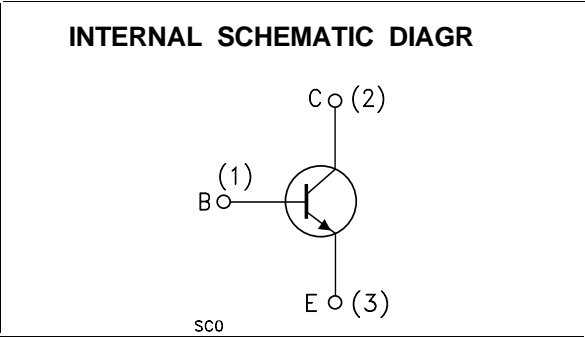 INTERNAL SCHEMATIC DIAGR
C (2)
(1)
B
E (3)
SC0